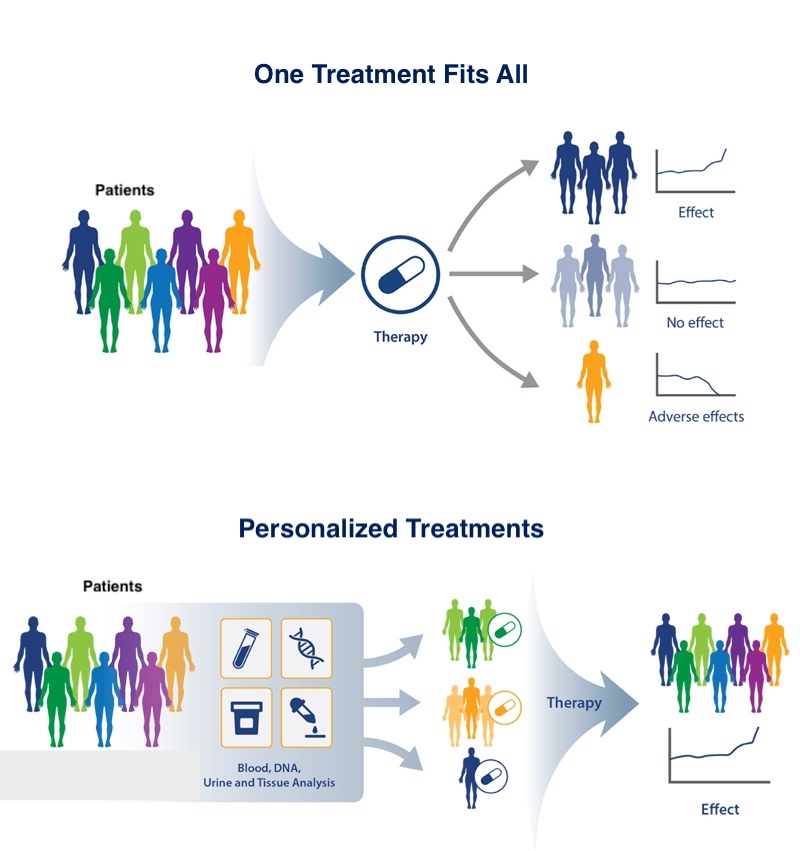 One Treatment Fits All
Patients
Therapy
Effect
No effect
Adverse effects
Personalized Treatments
Patients
Blood, DNA,
Urine and Tissue Analysis
Therapy
Effect